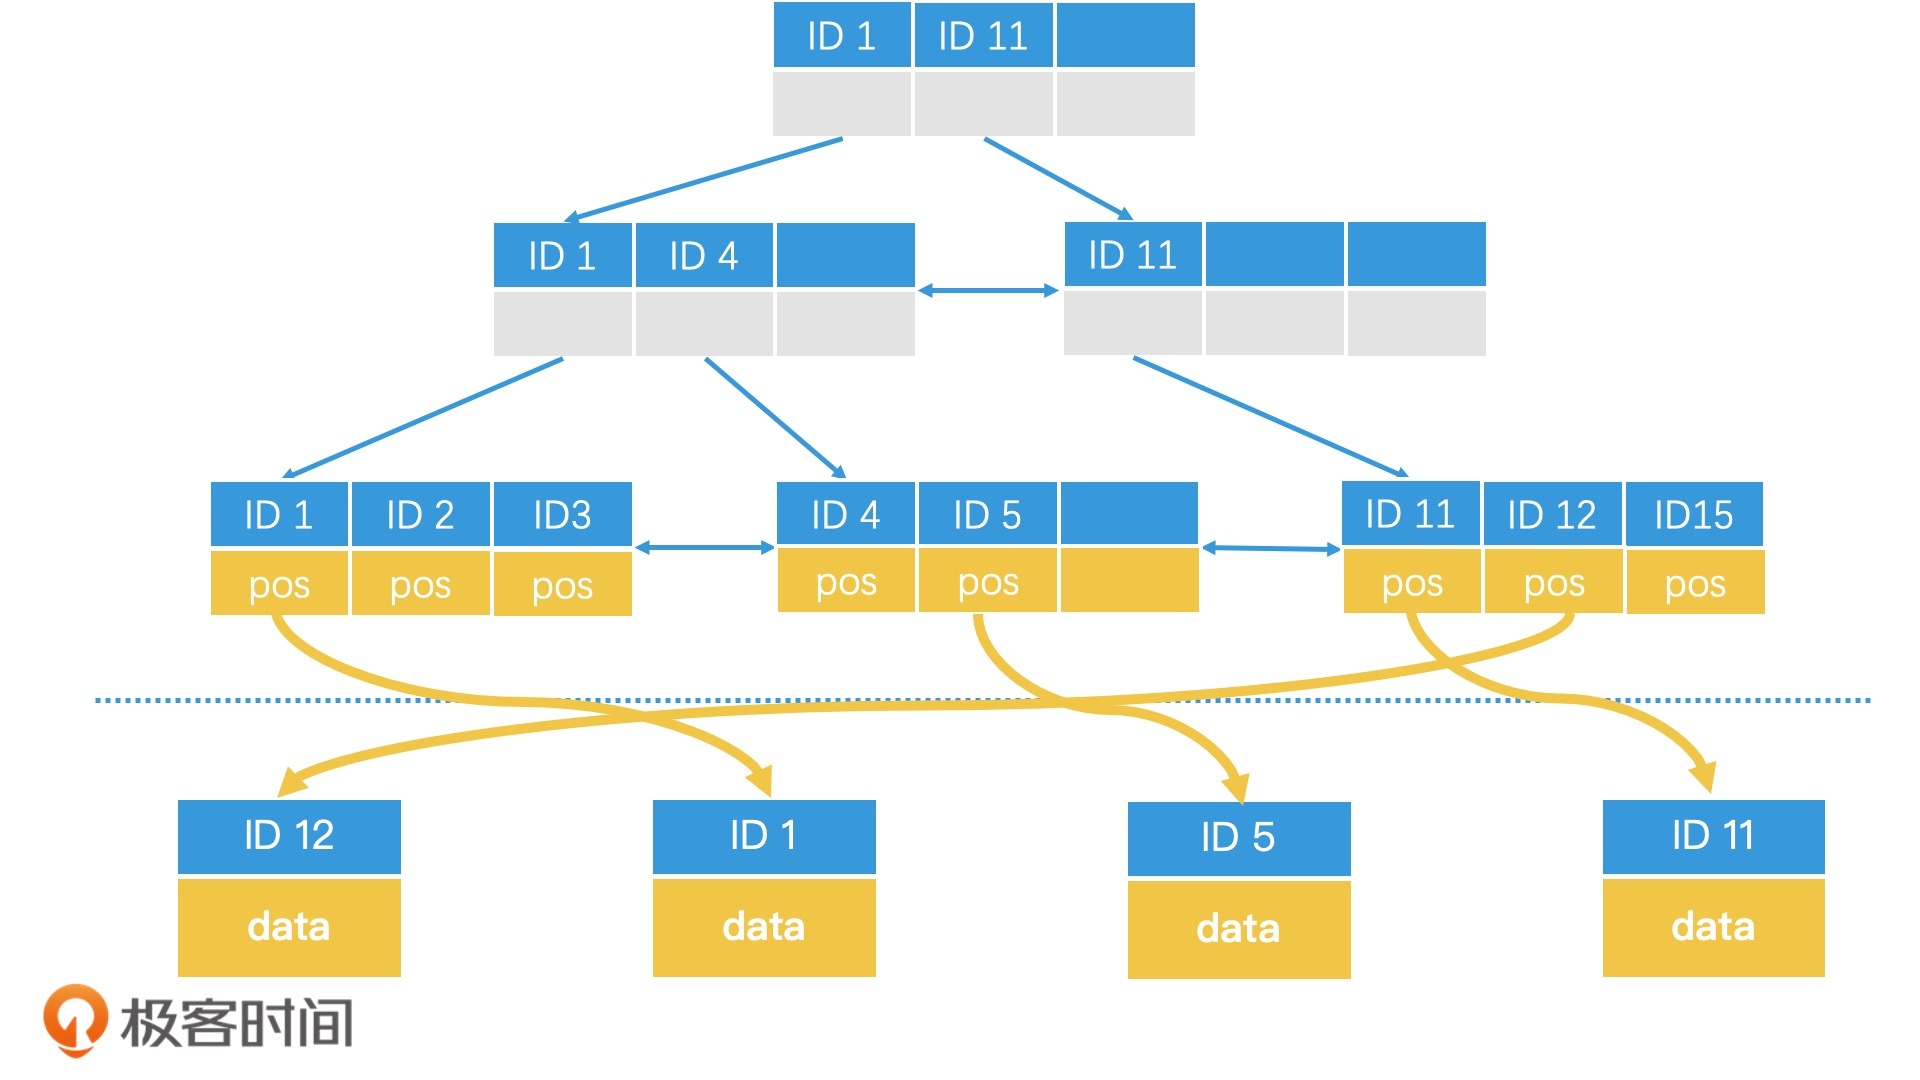 ID 1 ID 11
ID 1 ID 4
ID 11
ID 1 ID 2 ID3
pos pos pos
ID 4 ID 5
pos pos
ID 11 ID 12 ID15
pos pos pos
ID 12
data
ID 1
data
ID 5
data
ID 11
data
极客时间